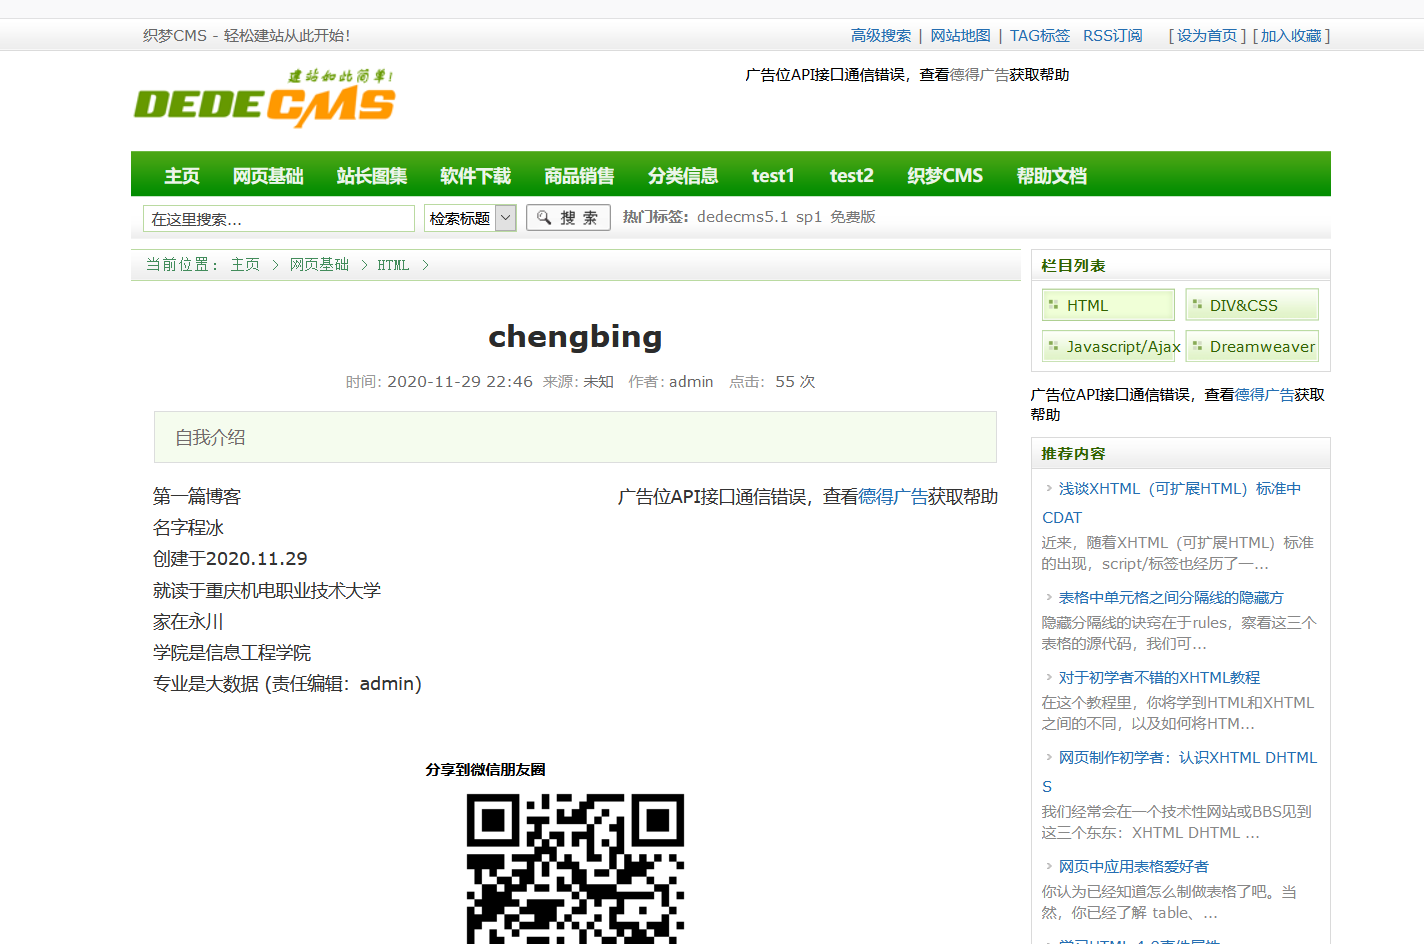 织梦CMS - 轻松建站从此开始！
高级搜索 | 网站地图 | TAG标签 RSS订阅 [设为首页] [加入收藏]
建站如此简单!
DEDECMS
广告位API接口通信错误，查看德得广告获取帮助
主页 网页基础 站长图集 软件下载 商品销售 分类信息 test1 test2 织梦CMS 帮助文档
在这里搜索... 检索标题 搜 索 热门标签: dedecms5.1 sp1 免费版
当前位置: 主页 > 网页基础 > HTML >
chengbing
时间: 2020-11-29 22:46 来源: 未知 作者: admin 点击: 55 次
自我介绍
第一篇博客
广告位API接口通信错误，查看德得广告获取帮助
名字程冰
创建于2020.11.29
就读于重庆机电职业技术大学
家在永川
学院是信息工程学院
专业是大数据 (责任编辑：admin)
分享到微信朋友圈
栏目列表
HTML DIV&CSS
Javascript/Ajax Dreamweaver
广告位API接口通信错误，查看德得广告获取
帮助
推荐内容
浅谈XHTML（可扩展HTML）标准中
CDAT
近来，随着XHTML（可扩展HTML）标准
的出现，script/标签也经历了一...
表格中单元格之间分隔线的隐藏方
隐藏分隔线的诀窍在于rules，察看这三个
表格的源代码，我们可...
对于初学者不错的XHTML教程
在这个教程里，你将学到HTML和XHTML
之间的不同，以及如何将HTM...
网页制作初学者：认识XHTML DHTML
S
我们经常会在一个技术性网站或BBS见到
这三个东东：XHTML DHTML ...
网页中应用表格爱好者
你认为已经知道怎么制做表格了吧。当
然，你已经了解 table、...